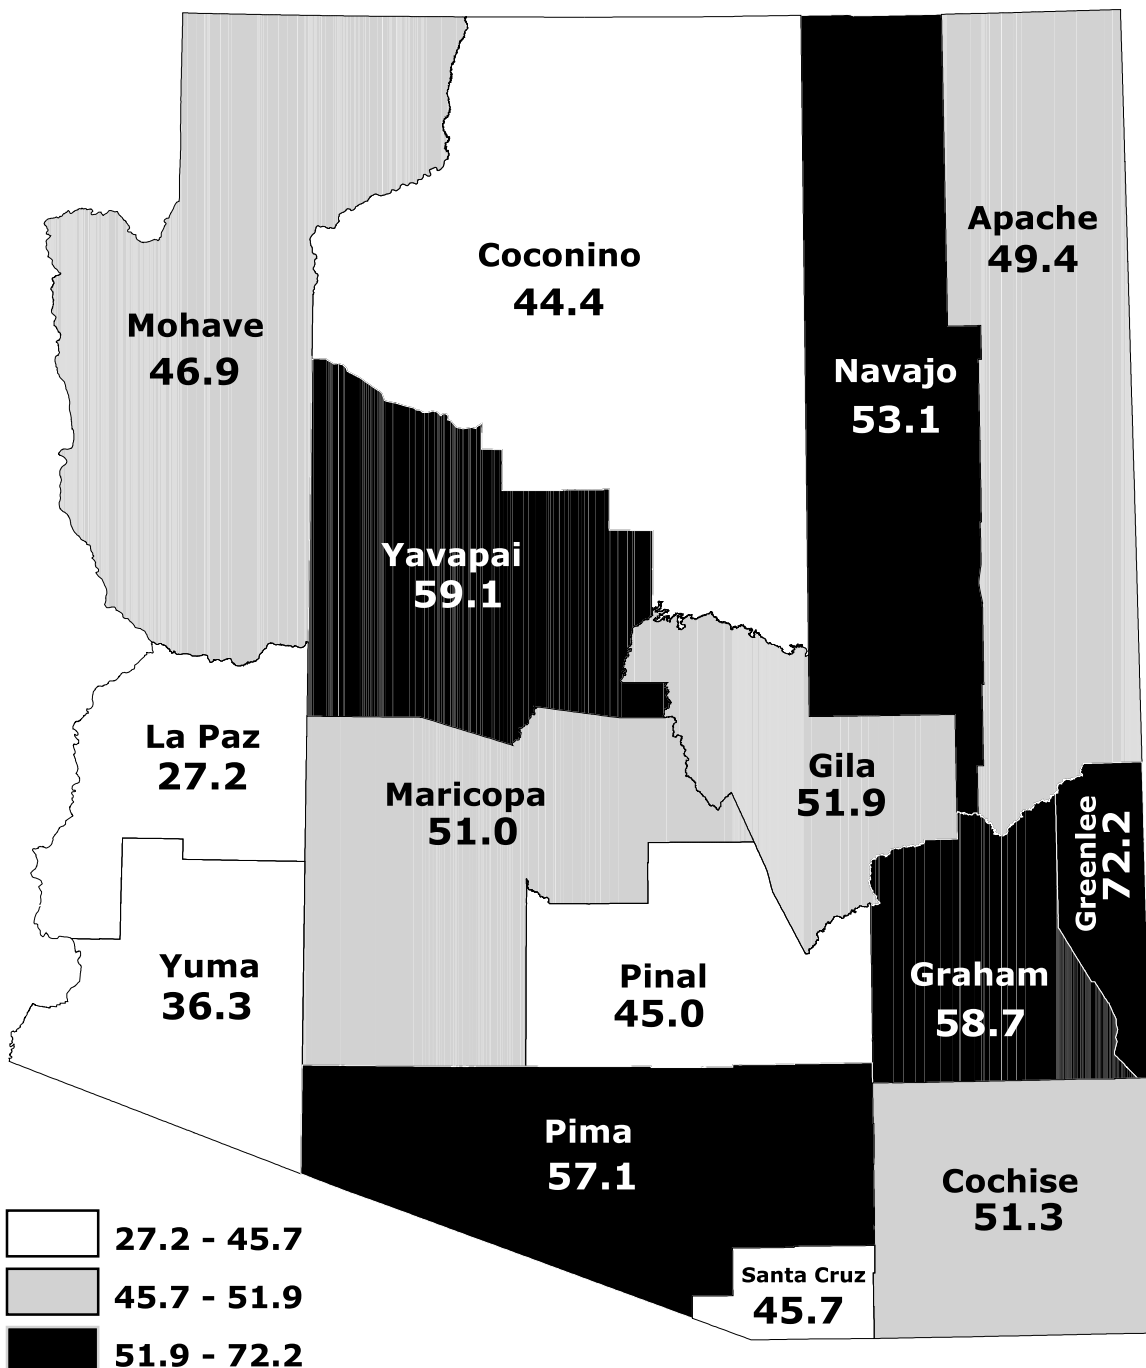 Apache
49.4
Coconino
44.4
Mohave
46.9
Navajo
53.1
Yavapai
59.1
La Paz
27.2
Maricopa
51.0
Gila
51.9
Greenlee
72.2
Yuma
36.3
Pinal
45.0
Graham
58.7
Pima
57.1
Cochise
51.3
Santa Cruz
45.7
27.2 - 45.7
45.7 - 51.9
51.9 - 72.2